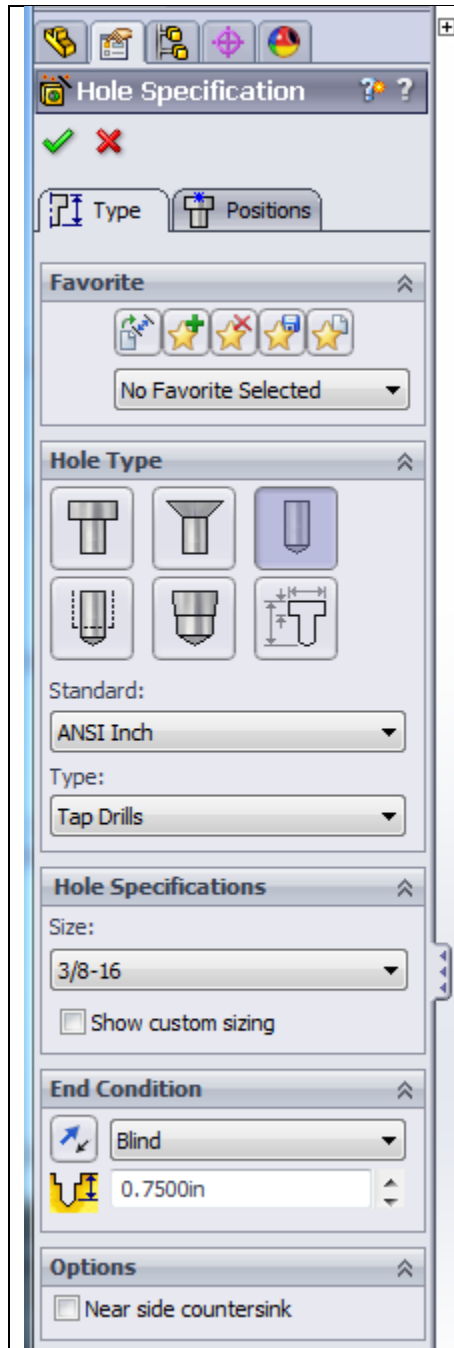 Hole Specification ? ?
Type Positions
Favorite
No Favorite Selected
Hole Type
Standard:
ANSI Inch
Type:
Tap Drills
Hole Specifications
Size:
3/8-16
Show custom sizing
End Condition
Blind
0.7500in
Options
Near side countersink